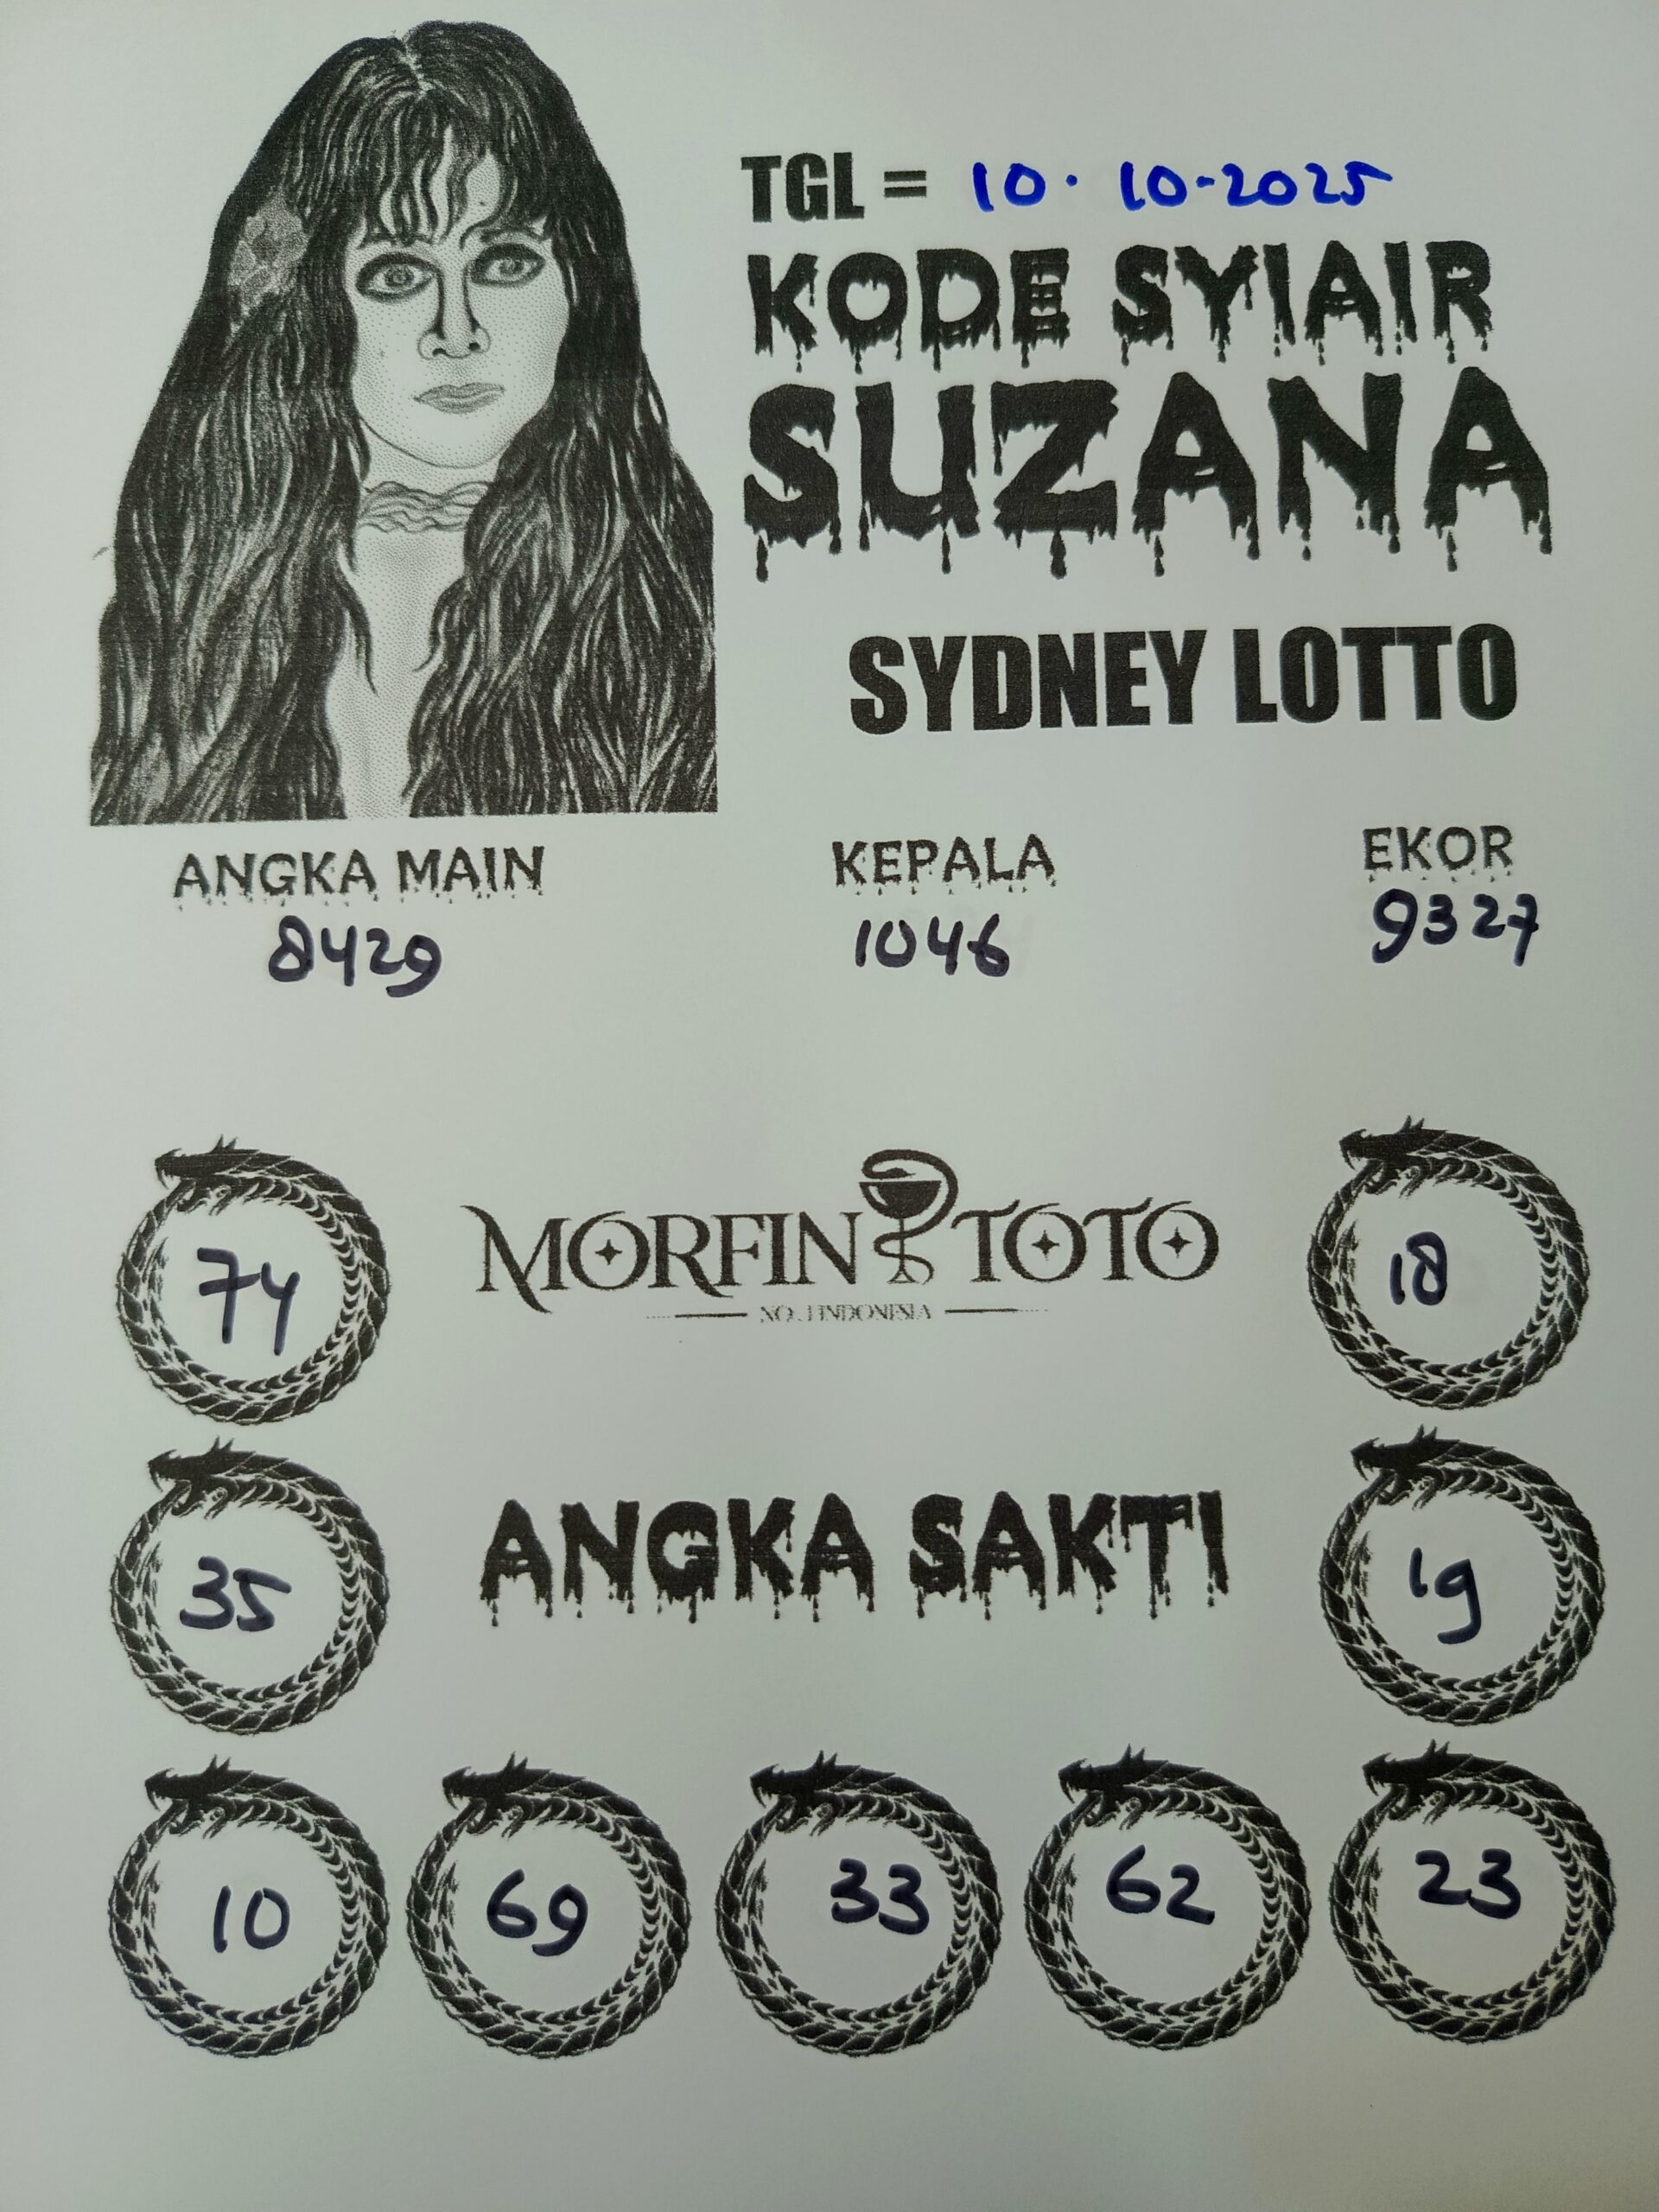 TGL = 10. 10-2025
KODE SYIAIR
SUZANA
SYDNEY LOTTO
ANGKA MAIN KEPALA EKOR
8429 1046 9327
MORFIN TOTO
NO.1 INDONESIA
74 18
35 ANGKA SAKTI 19
10 69 33 62 23